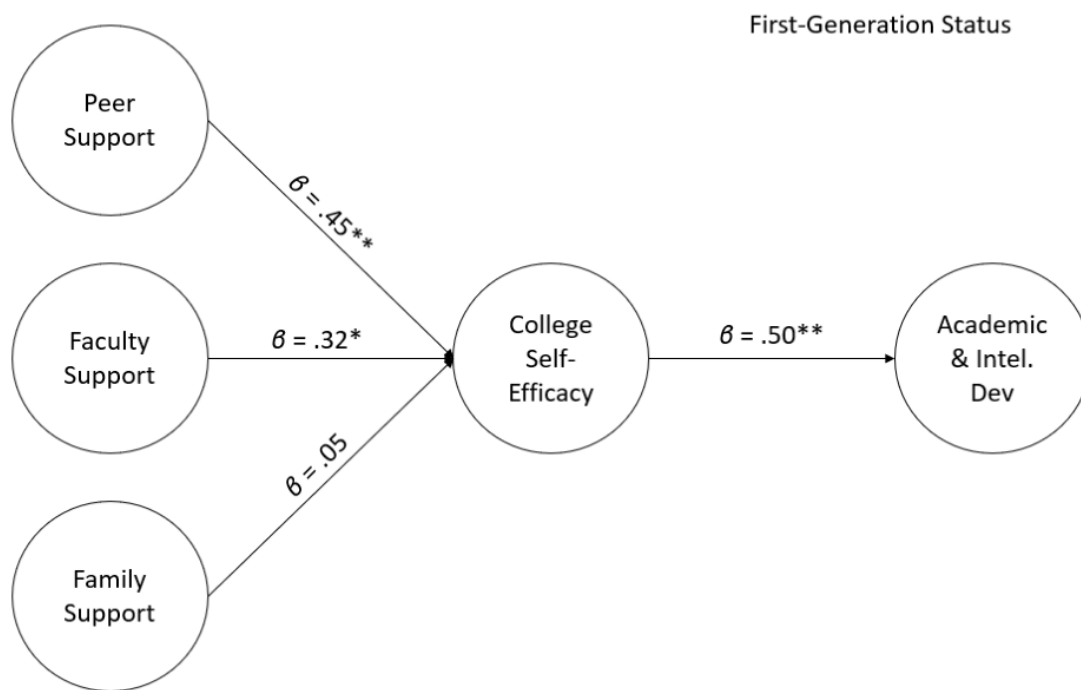 First-Generation Status
Peer
Support
β = .45**
Faculty
Support
β = .32*
College
Self-
Efficacy
β = .50**
Academic
& Intel.
Dev
β = .05
Family
Support